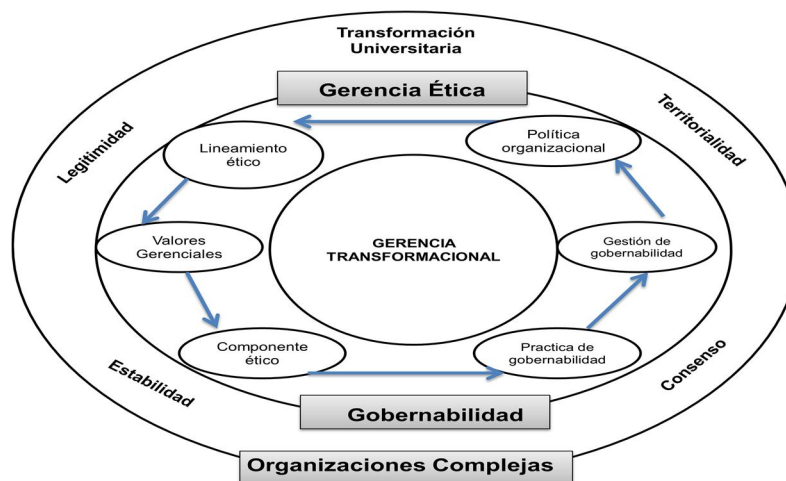 Transformación
Universitaria
Gerencia Ética
Legitimidad
Territorialidad
Lineamiento
ético
Política
organizacional
Valores
Gerenciales
GERENCIA
TRANSFORMACIONAL
Gestión de
gobernabilidad
Componente
ético
Practica de
gobernabilidad
Estabilidad
Consenso
Gobernabilidad
Organizaciones Complejas